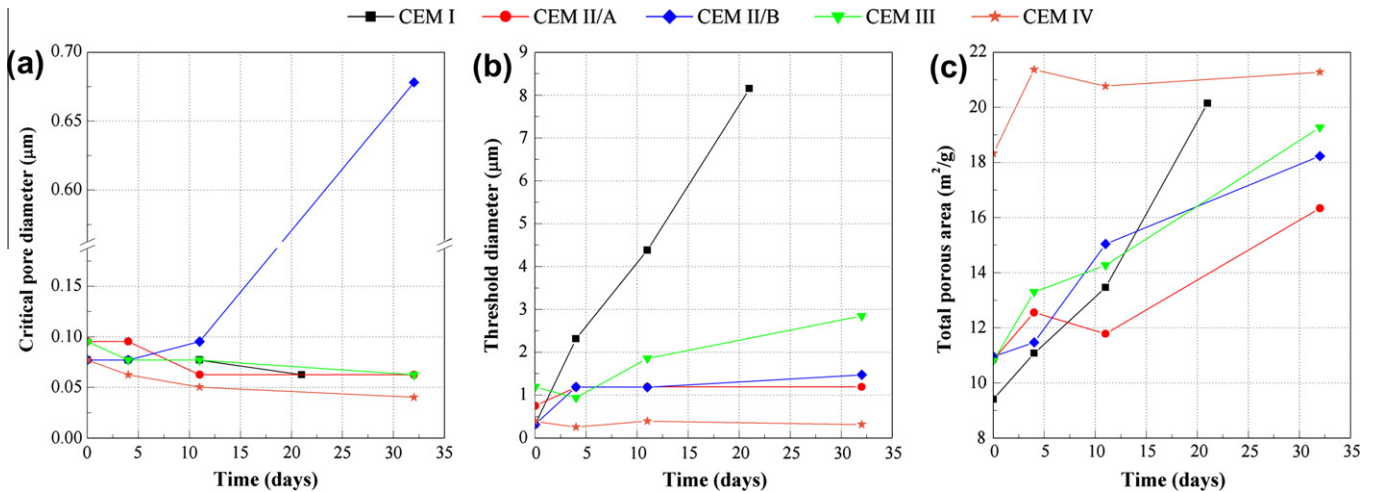 CEM I CEM II/A CEM II/B CEM III CEM IV
(a)
0.70
0.65
0.60
0.15
0.10
0.05
0.00
Critical pore diameter (μm)
0 5 10 15 20 25 30 35
Time (days)
(b)
9
8
7
6
5
4
3
2
1
0
Threshold diameter (μm)
0 5 10 15 20 25 30 35
Time (days)
(c)
22
20
18
16
14
12
10
8
Total porous area (m²/g)
0 5 10 15 20 25 30 35
Time (days)